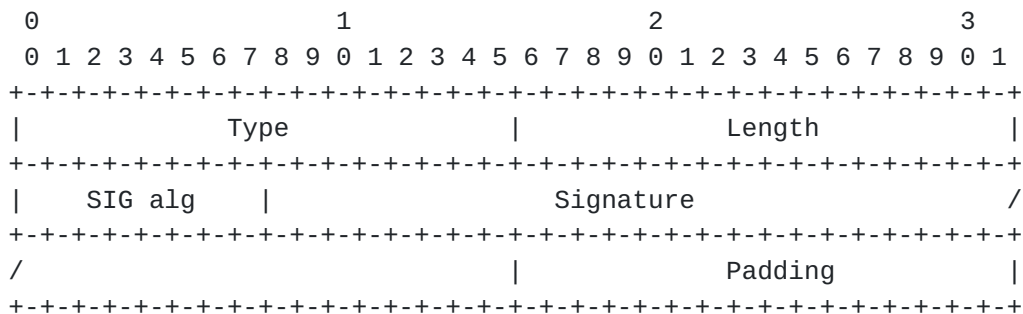 0                   1                   2                   3
 0 1 2 3 4 5 6 7 8 9 0 1 2 3 4 5 6 7 8 9 0 1 2 3 4 5 6 7 8 9 0 1
+-+-+-+-+-+-+-+-+-+-+-+-+-+-+-+-+-+-+-+-+-+-+-+-+-+-+-+-+-+-+-+-+
|             Type              |             Length            |
+-+-+-+-+-+-+-+-+-+-+-+-+-+-+-+-+-+-+-+-+-+-+-+-+-+-+-+-+-+-+-+-+
|    SIG alg    |                  Signature                    /
+-+-+-+-+-+-+-+-+-+-+-+-+-+-+-+-+-+-+-+-+-+-+-+-+-+-+-+-+-+-+-+-+
/                               |             Padding           |
+-+-+-+-+-+-+-+-+-+-+-+-+-+-+-+-+-+-+-+-+-+-+-+-+-+-+-+-+-+-+-+-+